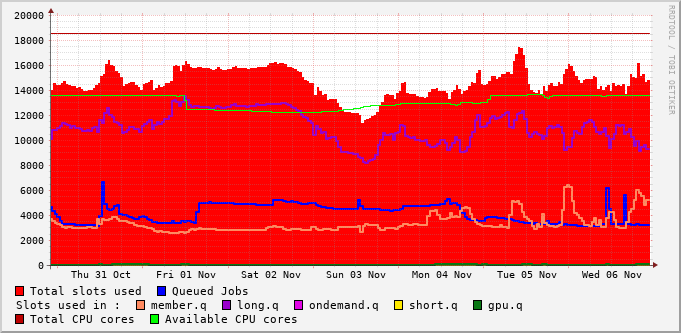 20000
18000
16000
14000
12000
10000
8000
6000
4000
2000
0
Thu 31 Oct Fri 01 Nov Sat 02 Nov Sun 03 Nov Mon 04 Nov Tue 05 Nov Wed 06 Nov
RRDTOOL / TOBI OETIKER
Total slots used Queued Jobs
Slots used in : member.q long.q ondemand.q short.q gpu.q
Total CPU cores Available CPU cores